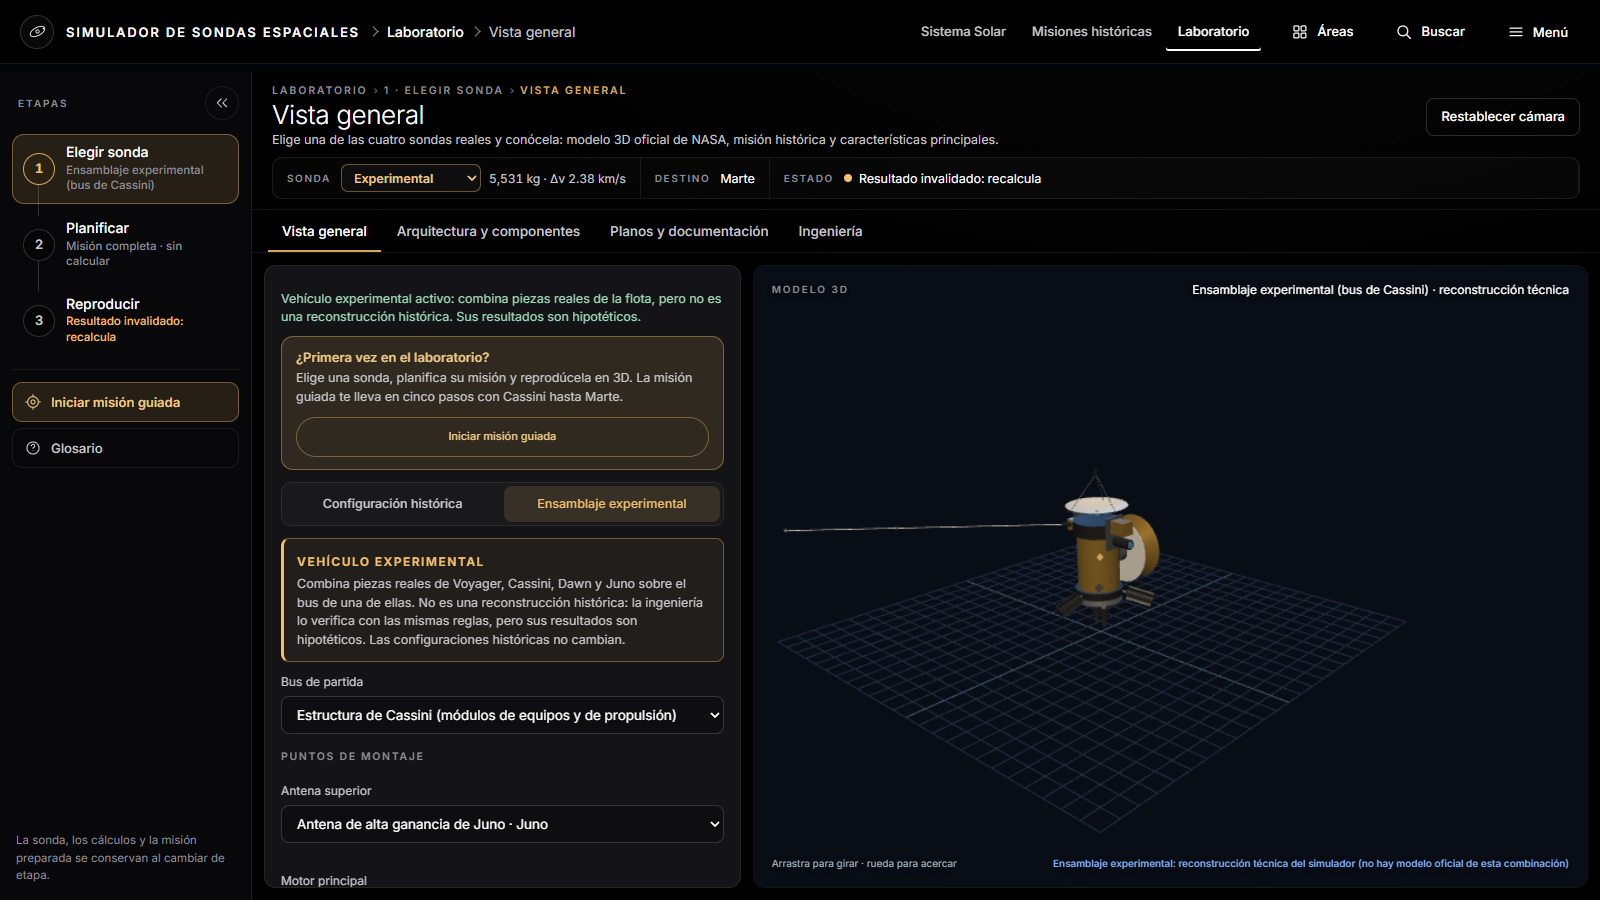 SIMULADOR DE SONDAS ESPACIALES > Laboratorio > Vista general
Sistema Solar
Misiones históricas
Laboratorio
Áreas
Buscar
Menú
ETAPAS
1
Elegir sonda
Ensamblaje experimental
(bus de Cassini)
2
Planificar
Misión completa · sin
calcular
3
Reproducir
Resultado invalidado:
recalcula
Iniciar misión guiada
Glosario
La sonda, los cálculos y la misión
preparada se conservan al cambiar de
etapa.
LABORATORIO › 1 · ELEGIR SONDA › VISTA GENERAL
Vista general
Elige una de las cuatro sondas reales y conócela: modelo 3D oficial de NASA, misión histórica y características principales.
Restablecer cámara
SONDA
Experimental
5,531 kg · Δv 2.38 km/s
DESTINO
Marte
ESTADO
Resultado invalidado: recalcula
Vista general
Arquitectura y componentes
Planos y documentación
Ingeniería
Vehículo experimental activo: combina piezas reales de la flota, pero no es
una reconstrucción histórica. Sus resultados son hipotéticos.
¿Primera vez en el laboratorio?
Elige una sonda, planifica su misión y reprodúcela en 3D. La misión
guiada te lleva en cinco pasos con Cassini hasta Marte.
Iniciar misión guiada
Configuración histórica
Ensamblaje experimental
VEHÍCULO EXPERIMENTAL
Combina piezas reales de Voyager, Cassini, Dawn y Juno sobre el
bus de una de ellas. No es una reconstrucción histórica: la ingeniería
lo verifica con las mismas reglas, pero sus resultados son
hipotéticos. Las configuraciones históricas no cambian.
Bus de partida
Estructura de Cassini (módulos de equipos y de propulsión)
PUNTOS DE MONTAJE
Antena superior
Antena de alta ganancia de Juno · Juno
Motor principal
MODELO 3D
Ensamblaje experimental (bus de Cassini) · reconstrucción técnica
Arrastra para girar · rueda para acercar
Ensamblaje experimental: reconstrucción técnica del simulador (no hay modelo oficial de esta combinación)